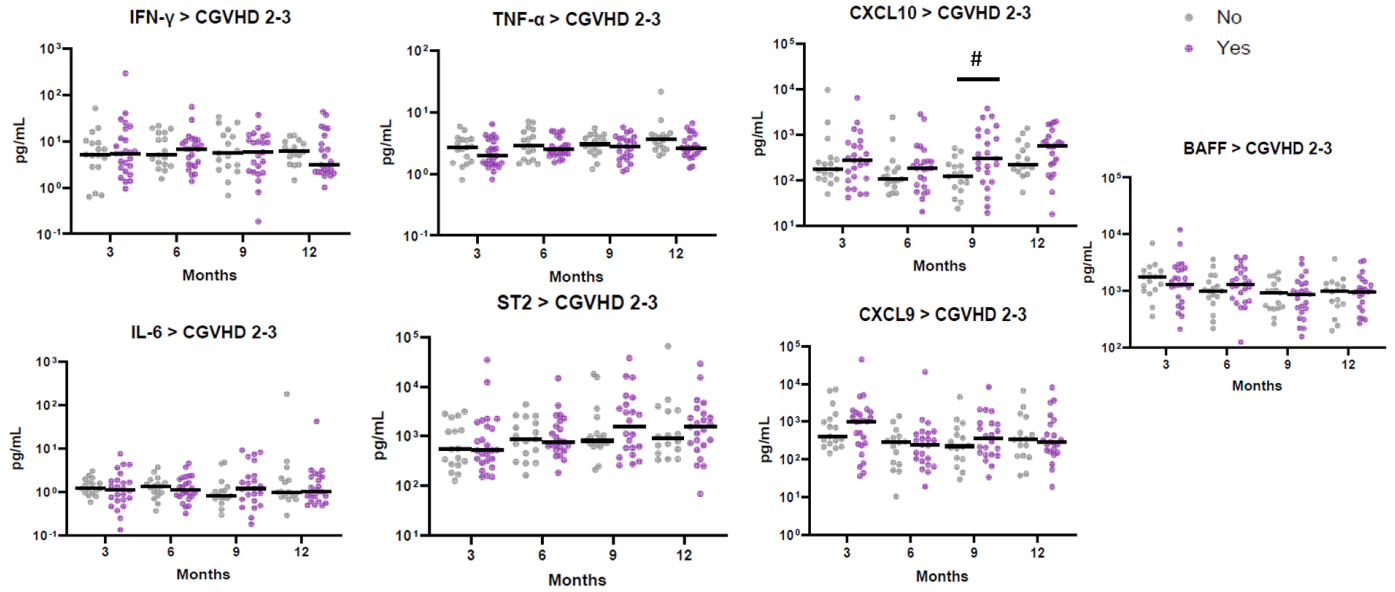 IFN-γ > CGVHD 2-3
10³
10²
10¹
10⁰
10⁻¹
pg/mL
3 6 9 12
Months
TNF-α > CGVHD 2-3
10²
10¹
10⁰
10⁻¹
pg/mL
3 6 9 12
Months
CXCL10 > CGVHD 2-3
10⁵
10⁴
10³
10²
10¹
pg/mL
#
3 6 9 12
Months
No
Yes
BAFF > CGVHD 2-3
10⁵
10⁴
10³
10²
pg/mL
3 6 9 12
Months
IL-6 > CGVHD 2-3
10³
10²
10¹
10⁰
10⁻¹
pg/mL
3 6 9 12
Months
ST2 > CGVHD 2-3
10⁵
10⁴
10³
10²
10¹
pg/mL
3 6 9 12
Months
CXCL9 > CGVHD 2-3
10⁵
10⁴
10³
10²
10¹
10⁰
pg/mL
3 6 9 12
Months